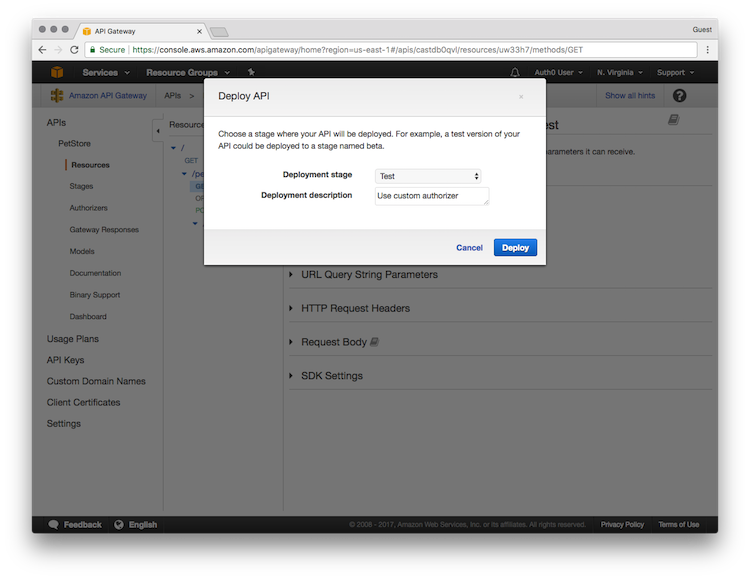 API Gateway
Guest
Secure
https://console.aws.amazon.com/apigateway/home?region=us-east-1#/apis/castdb0qvl/resources/uw33h7/methods/GET
Services
Resource Groups
Auth0 User
N. Virginia
Support
Amazon API Gateway
APIs >
Show all hints
?
APIs
PetStore
Resources
Stages
Authorizers
Gateway Responses
Models
Documentation
Binary Support
Dashboard
Usage Plans
API Keys
Custom Domain Names
Client Certificates
Settings
/
GET
Deploy API
×
Choose a stage where your API will be deployed. For example, a test version of your
API could be deployed to a stage named beta.
Deployment stage
Test
Deployment description
Use custom authorizer
Cancel
Deploy
arameters it can receive.
URL Query String Parameters
HTTP Request Headers
Request Body
SDK Settings
Feedback
English
© 2008 - 2017, Amazon Web Services, Inc. or its affiliates. All rights reserved.
Privacy Policy
Terms of Use